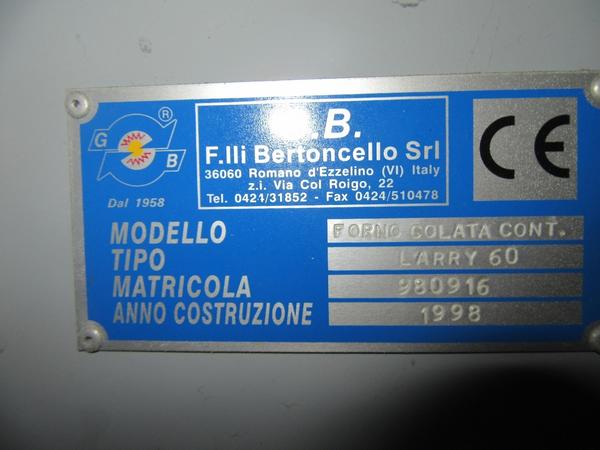 G
B
R
Dal 1958
.B.
F.lli Bertoncello Srl
36060 Romano d'Ezzelino (VI) Italy
z.i. Via Col Roigo, 22
Tel. 0424/31852 - Fax 0424/510478
CE
MODELLO FORNO COLATA CONT.
TIPO L'ARRY 60
MATRICOLA 980916
ANNO COSTRUZIONE 1998